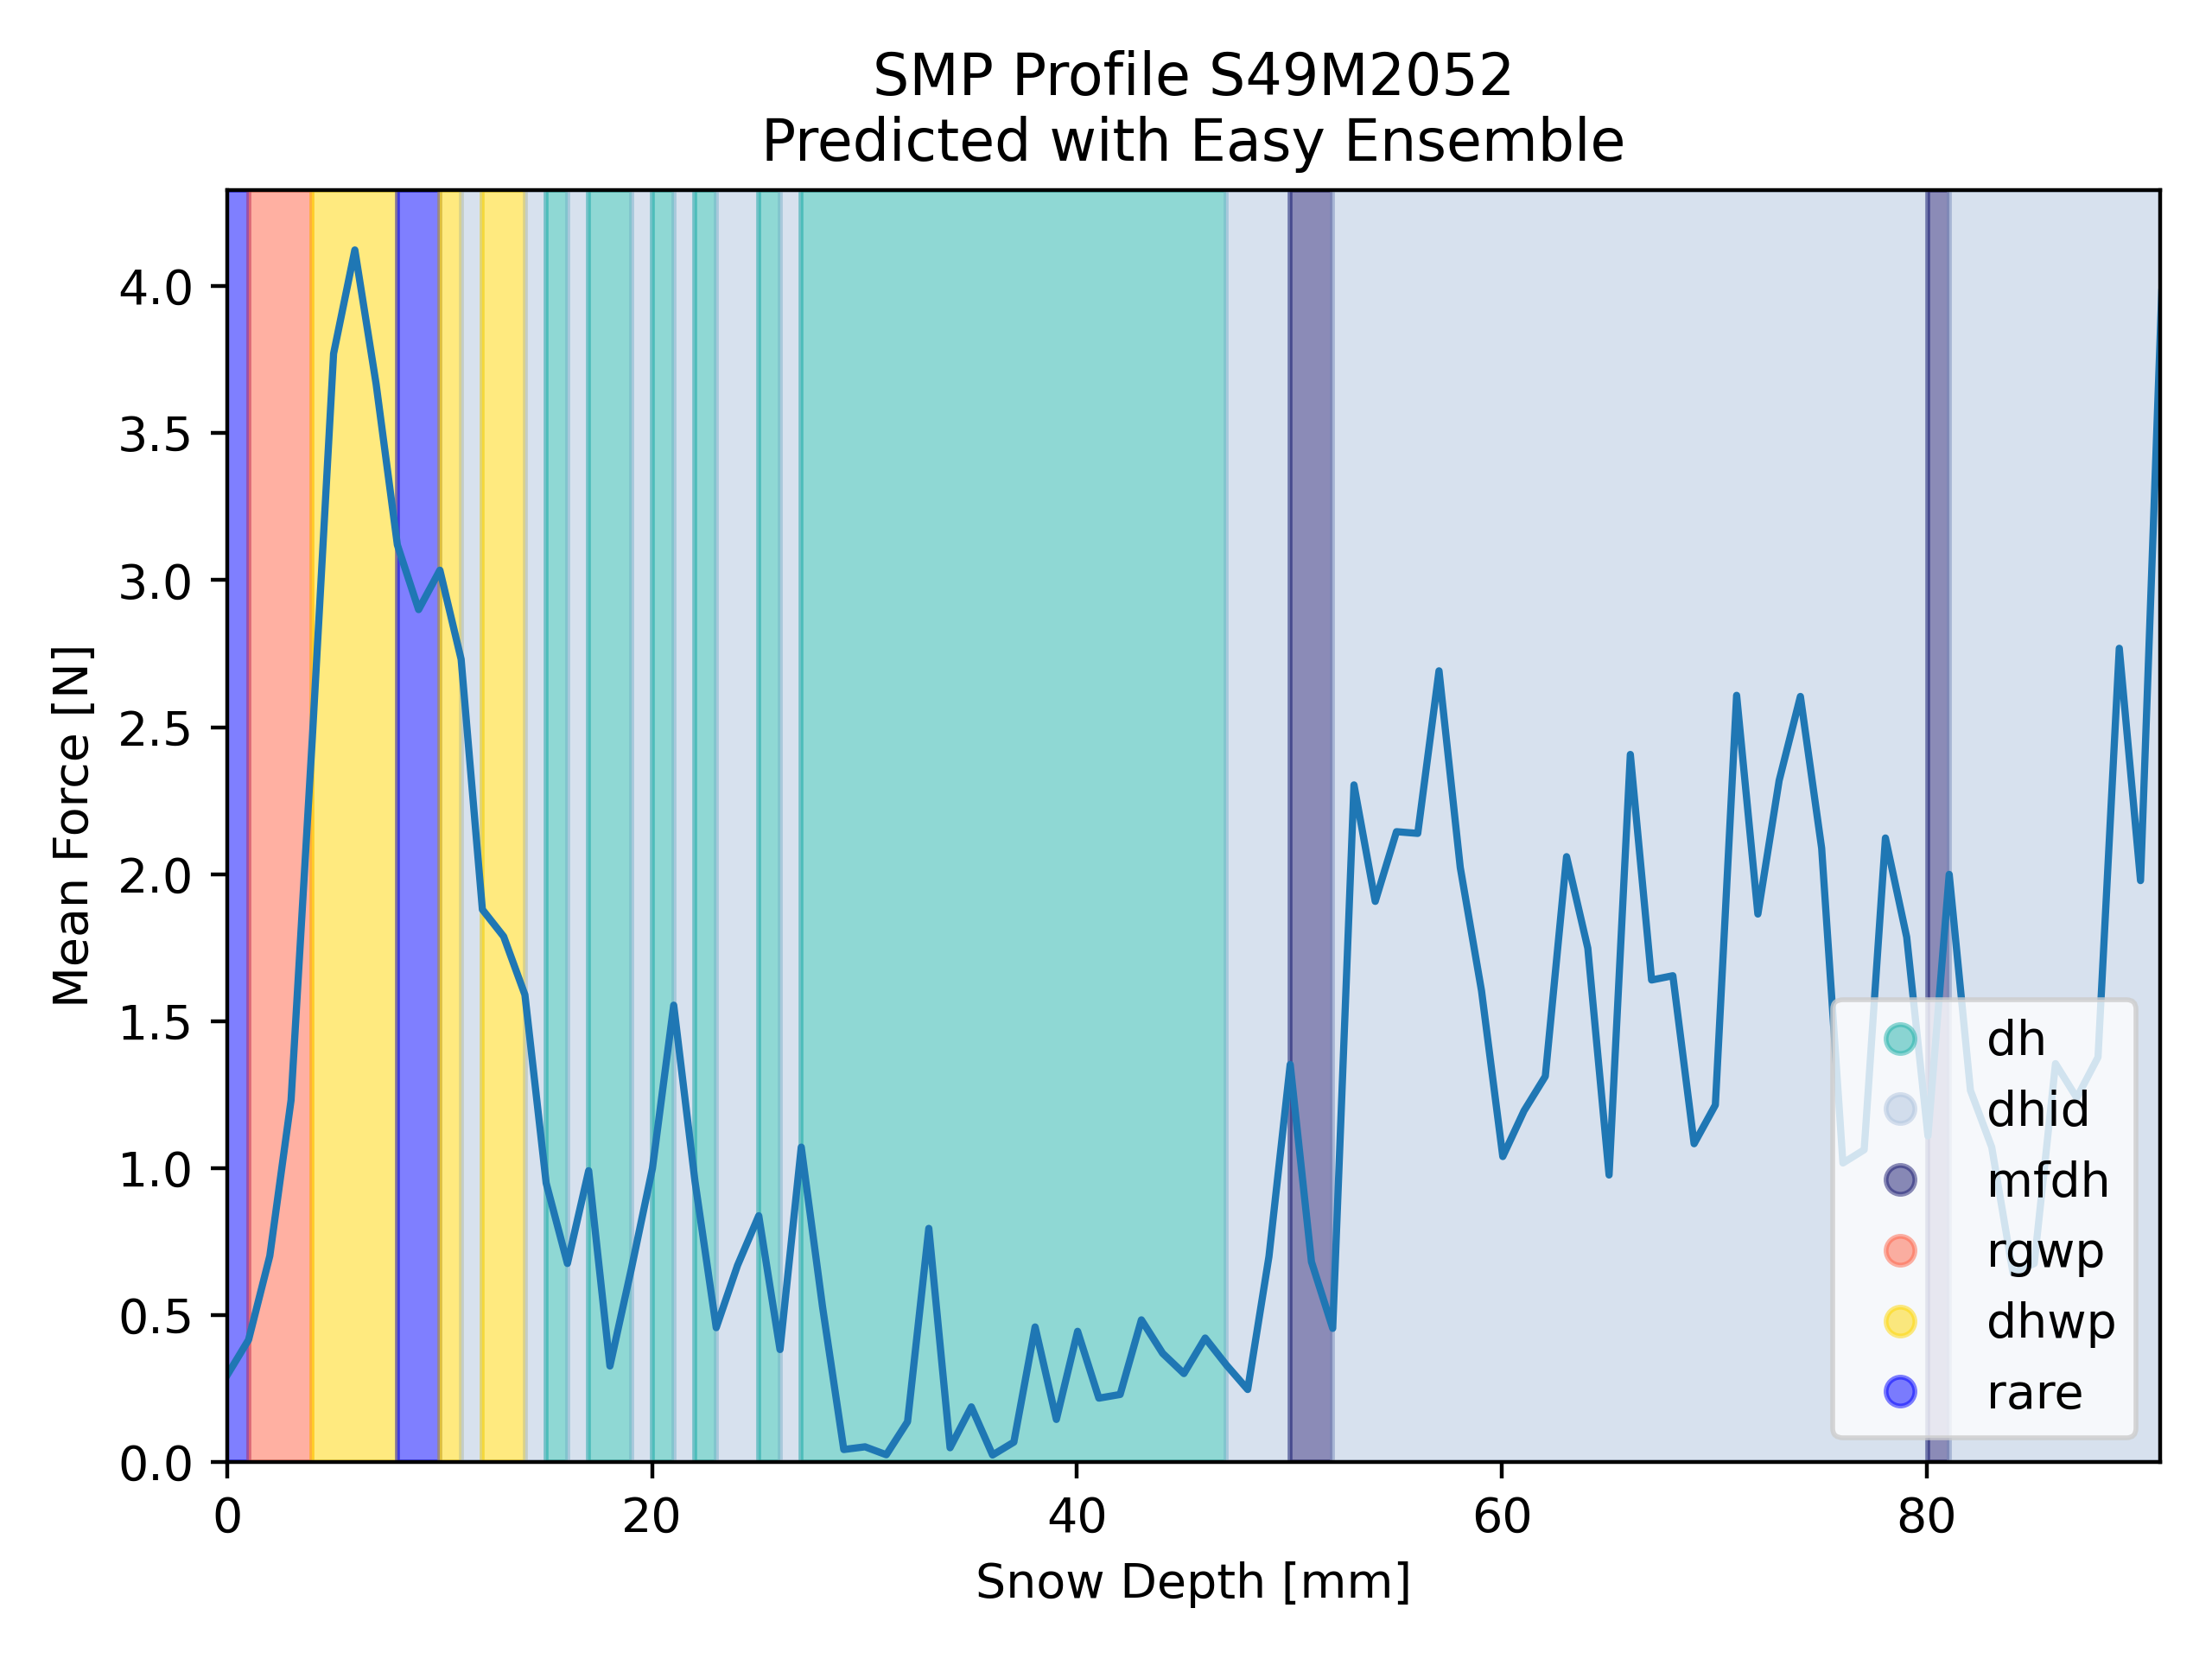 SMP Profile S49M2052
Predicted with Easy Ensemble
Mean Force [N]
4.0
3.5
3.0
2.5
2.0
1.5
1.0
0.5
0.0
0
20
40
60
80
Snow Depth [mm]
dh
dhid
mfdh
rgwp
dhwp
rare